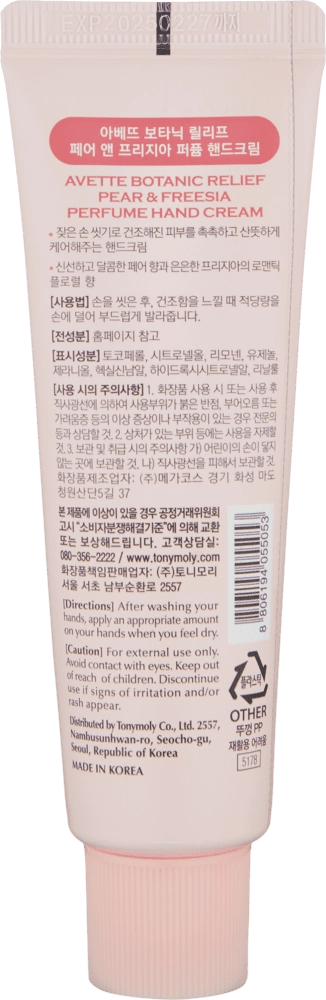 EXP20250227까지
아베뜨 보타닉 릴리프
페어 앤 프리지아 퍼퓸 핸드크림
AVETTE BOTANIC RELIEF
PEAR & FREESIA
PERFUME HAND CREAM
• 잦은 손 씻기로 건조해진 피부를 촉촉하고 산뜻하게
케어해주는 핸드크림
• 신선하고 달콤한 페어 향과 은은한 프리지아의 로맨틱
플로럴 향
[사용법] 손을 씻은 후, 건조함을 느낄 때 적당량을
손에 덜어 부드럽게 발라줍니다.
[전성분] 홈페이지 참고
[표시성분] 토코페롤, 시트로넬올, 리모넨, 유제놀,
제라니올, 헥실신남알, 하이드록시시트로넬알, 리날룰
[사용 시의 주의사항] 1. 화장품 사용 시 또는 사용 후
직사광선에 의하여 사용부위가 붉은 반점, 부어오름 또는
가려움증 등의 이상 증상이나 부작용이 있는 경우 전문의
등과 상담할 것. 2. 상처가 있는 부위 등에는 사용을 자제할
것. 3. 보관 및 취급 시의 주의사항 가) 어린이의 손이 닿지
않는 곳에 보관할 것. 나) 직사광선을 피해서 보관할 것.
화장품제조업자: (주)메가코스 경기 화성 마도
청원산단5길 37
본 제품에 이상이 있을 경우 공정거래위원회
고시 "소비자분쟁해결기준"에 의해 교환
또는 보상해드립니다. 고객상담실:
080-356-2222 / www.tonymoly.com
화장품책임판매업자: (주)토니모리
서울 서초 남부순환로 2557
[Directions] After washing your
hands, apply an appropriate amount
on your hands when you feel dry.
[Caution] For external use only.
Avoid contact with eyes. Keep out
of reach of children. Discontinue
use if signs of irritation and/or
rash appear.
Distributed by Tonymoly Co., Ltd. 2557,
Nambusunhwan-ro, Seocho-gu,
Seoul, Republic of Korea
MADE IN KOREA
8 806194 055053
플라스틱
OTHER
뚜껑 PP
재활용 어려움
5178